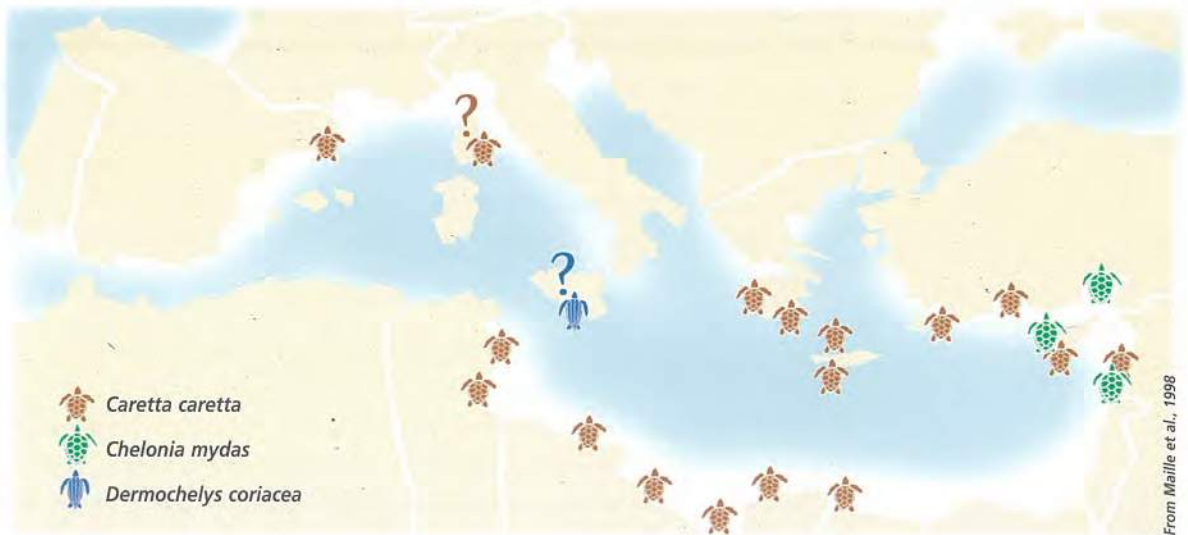 ?
?
Caretta caretta
Chelonia mydas
Dermochelys coriacea
From Maille et al., 1998